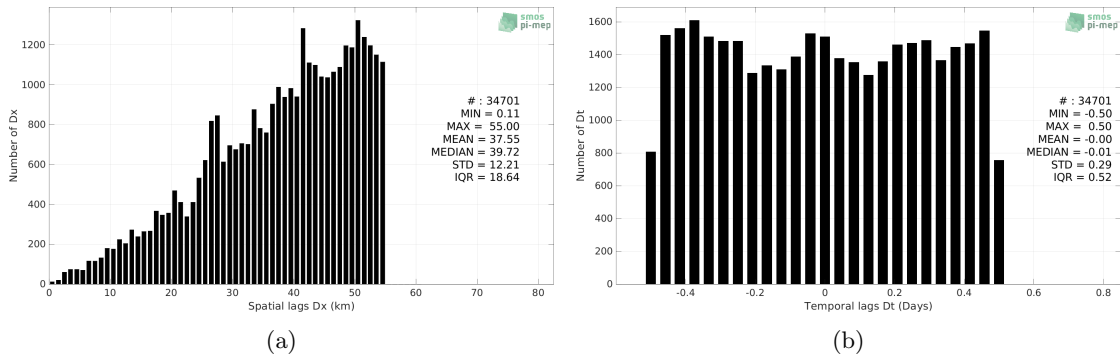 smos
pi-mep
1200
1000
800
600
400
200
0
Number of Dx
# : 34701
MIN = 0.11
MAX = 55.00
MEAN = 37.55
MEDIAN = 39.72
STD = 12.21
IQR = 18.64
0 10 20 30 40 50 60 70 80
Spatial lags Dx (km)
(a)
smos
pi-mep
1600
1400
1200
1000
800
600
400
200
0
Number of Dt
# : 34701
MIN = -0.50
MAX = 0.50
MEAN = -0.00
MEDIAN = -0.01
STD = 0.29
IQR = 0.52
-0.4 -0.2 0 0.2 0.4 0.6 0.8
Temporal lags Dt (Days)
(b)